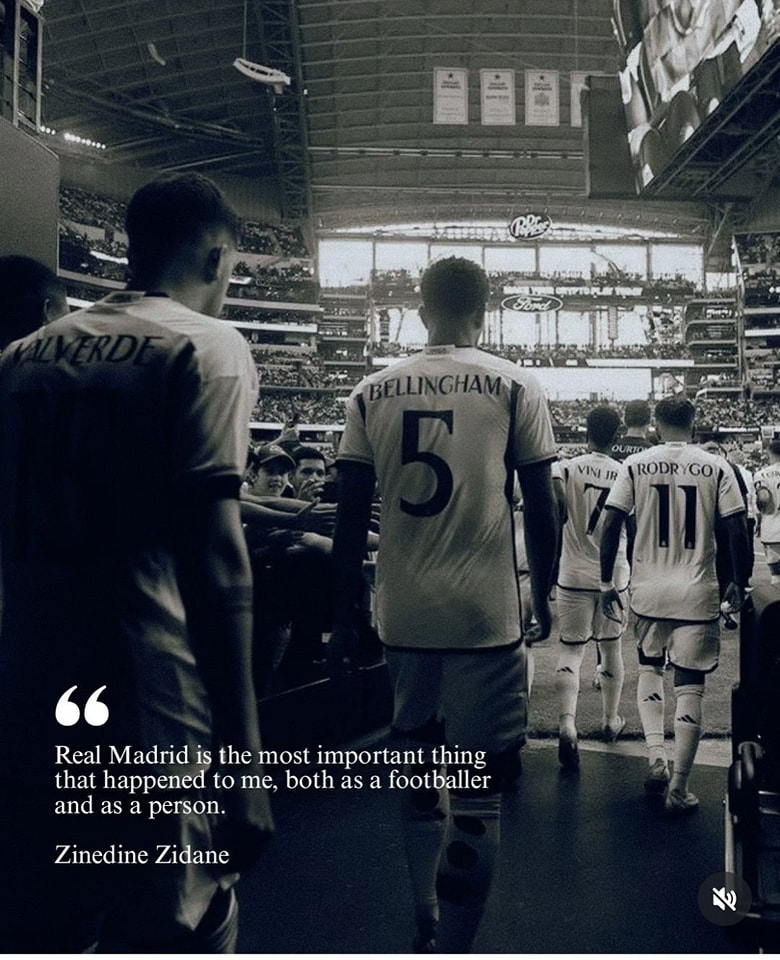 Dr Pepper
Ford
VALVERDE
BELLINGHAM
5
VINI JR
7
RODRYGO
11
“
Real Madrid is the most important thing
that happened to me, both as a footballer
and as a person.
Zinedine Zidane